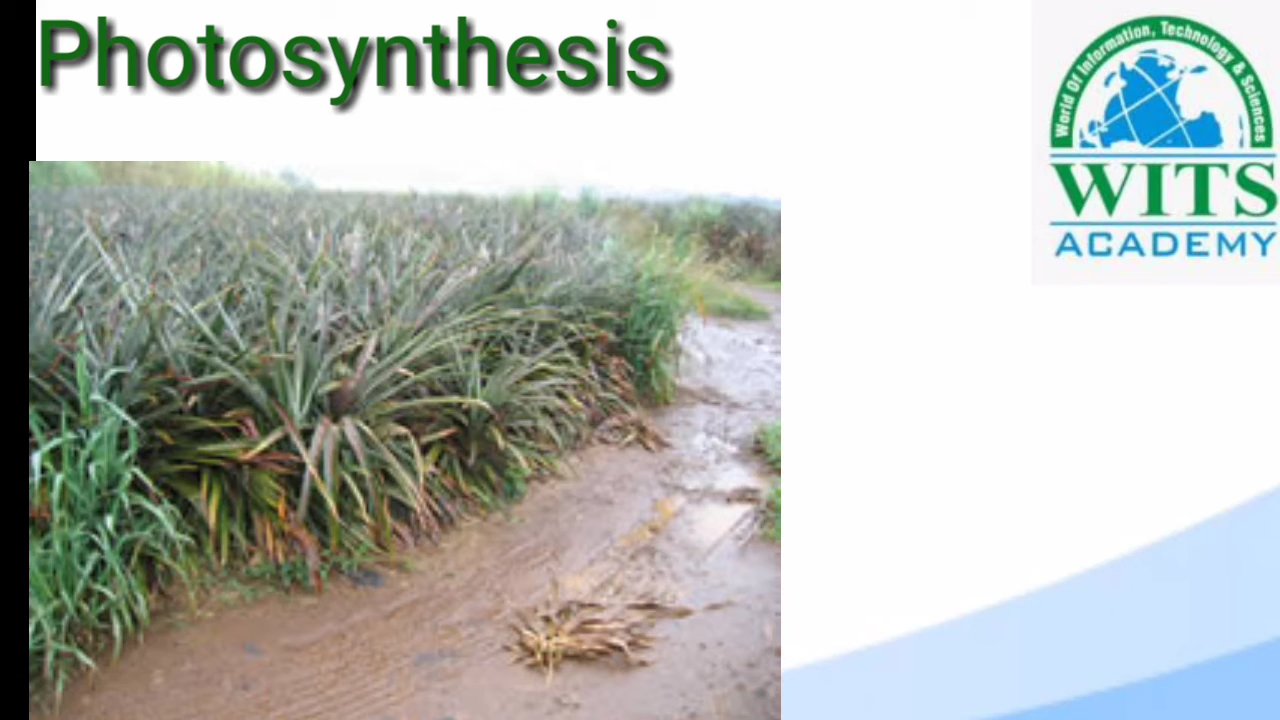 Photosynthesis
World Of Information, Technology & Sciences
WITS
ACADEMY